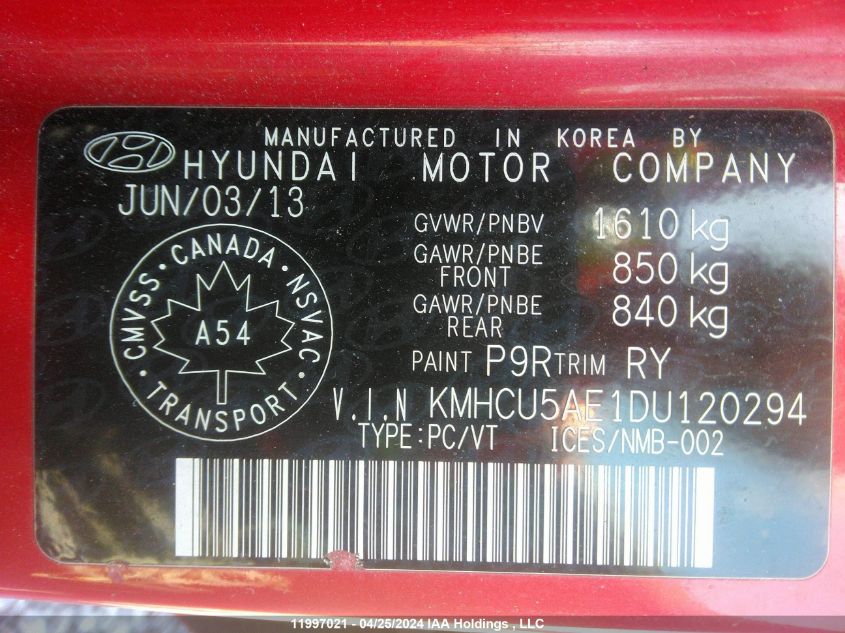 MANUFACTURED IN KOREA BY
HYUNDAI MOTOR COMPANY
JUN/03/13
GVWR/PNBV 1610 kg
GAWR/PNBE FRONT 850 kg
GAWR/PNBE REAR 840 kg
PAINT P9R TRIM RY
CMVSS • CANADA • NSVAC • TRANSPORT •
A54
V.I.N KMHCU5AE1DU120294
TYPE:PC/VT ICES/NMB-002
11997021 - 04/25/2024 IAA Holdings , LLC